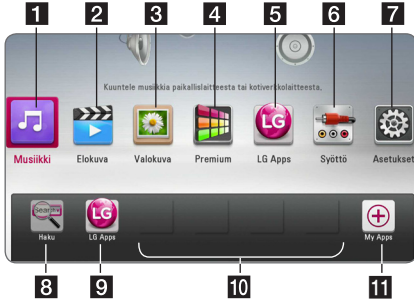 1 2 3 4 5 6 7
Kuuntele musiikkia paikallislaitteesta tai kotiverkkolaitteesta.
LG
Musiikki Elokuva Valokuva Premium LG Apps Syöttö Asetukset
Search LG
Haku LG Apps My Apps
8 9 10 11